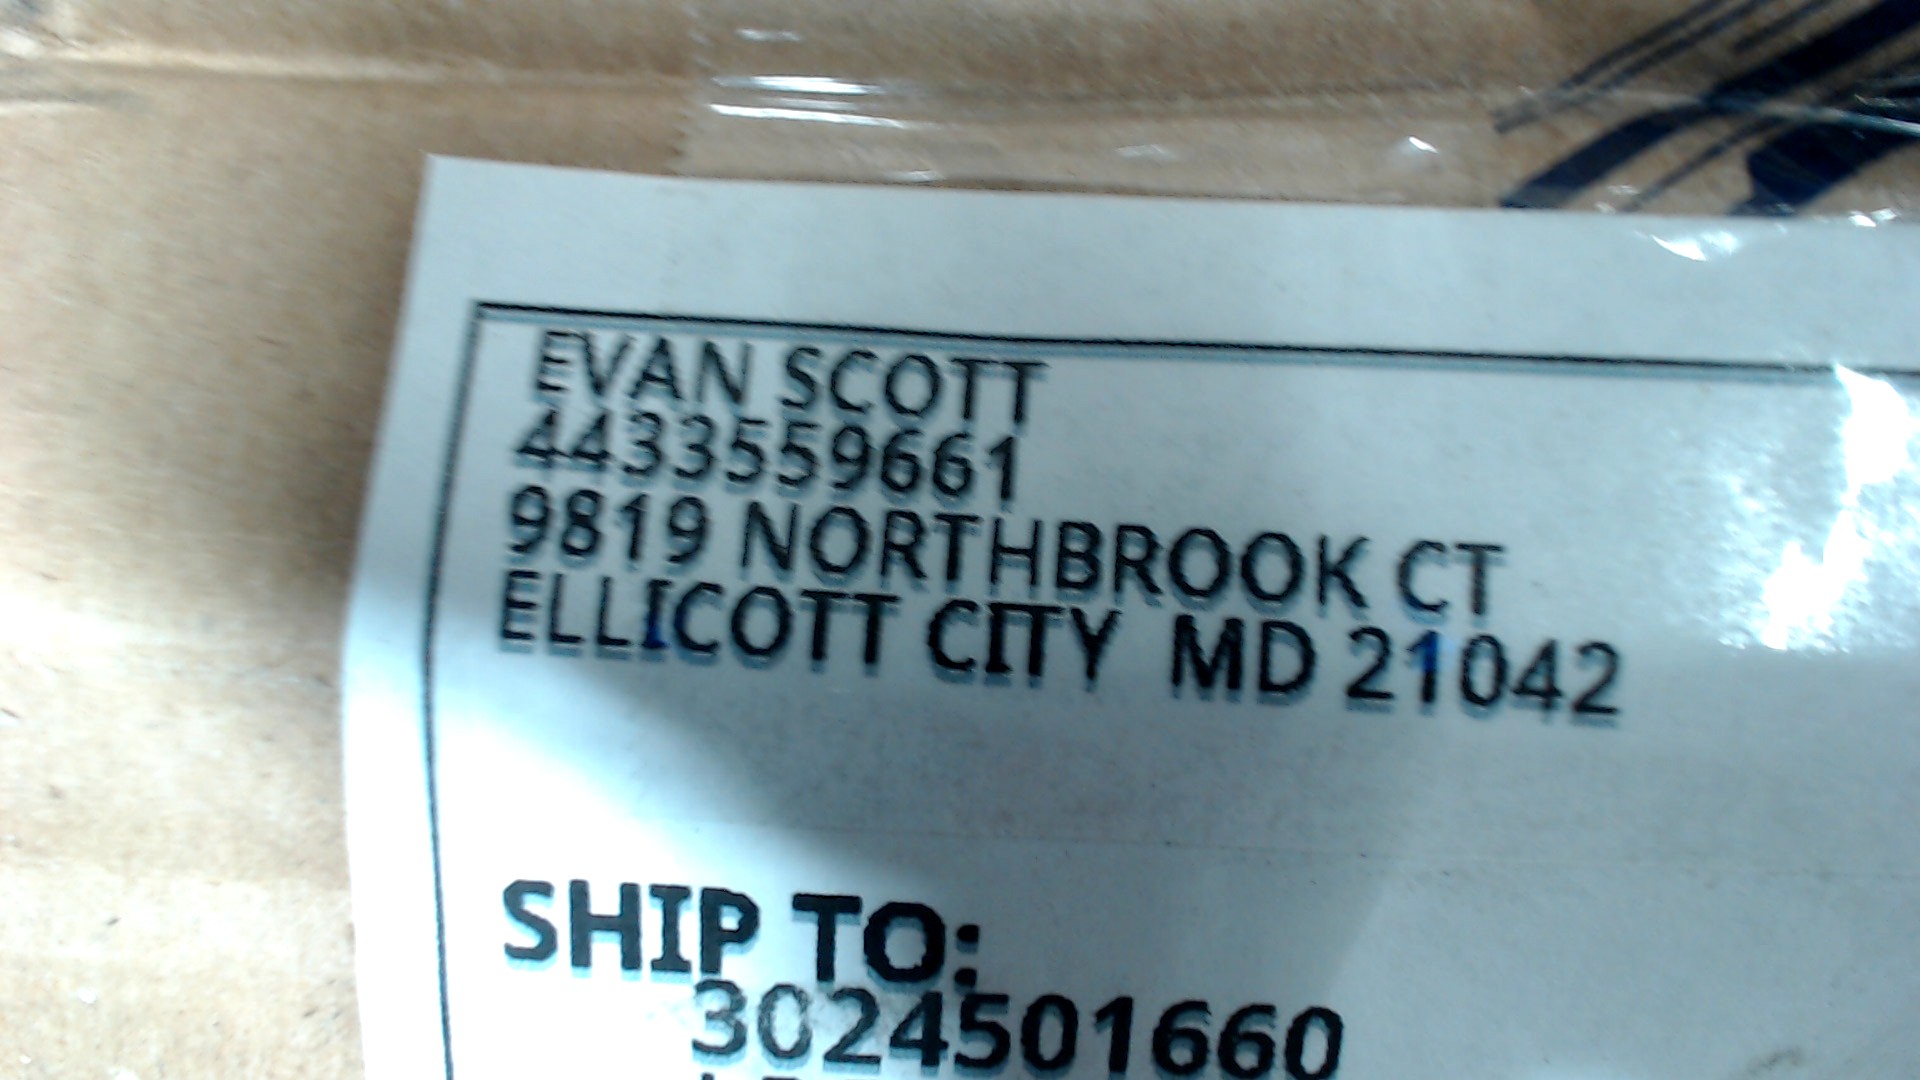 EVAN SCOTT
4433559661
9819 NORTHBROOK CT
ELLICOTT CITY MD 21042
SHIP TO:
3024501660